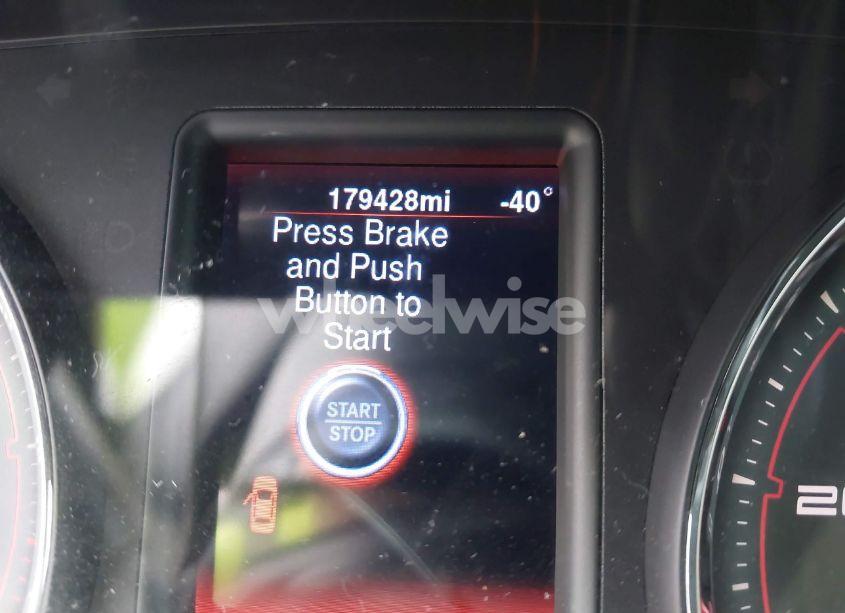 179428mi -40°
Press Brake
and Push
Button to
Start
wheelwise
START
STOP